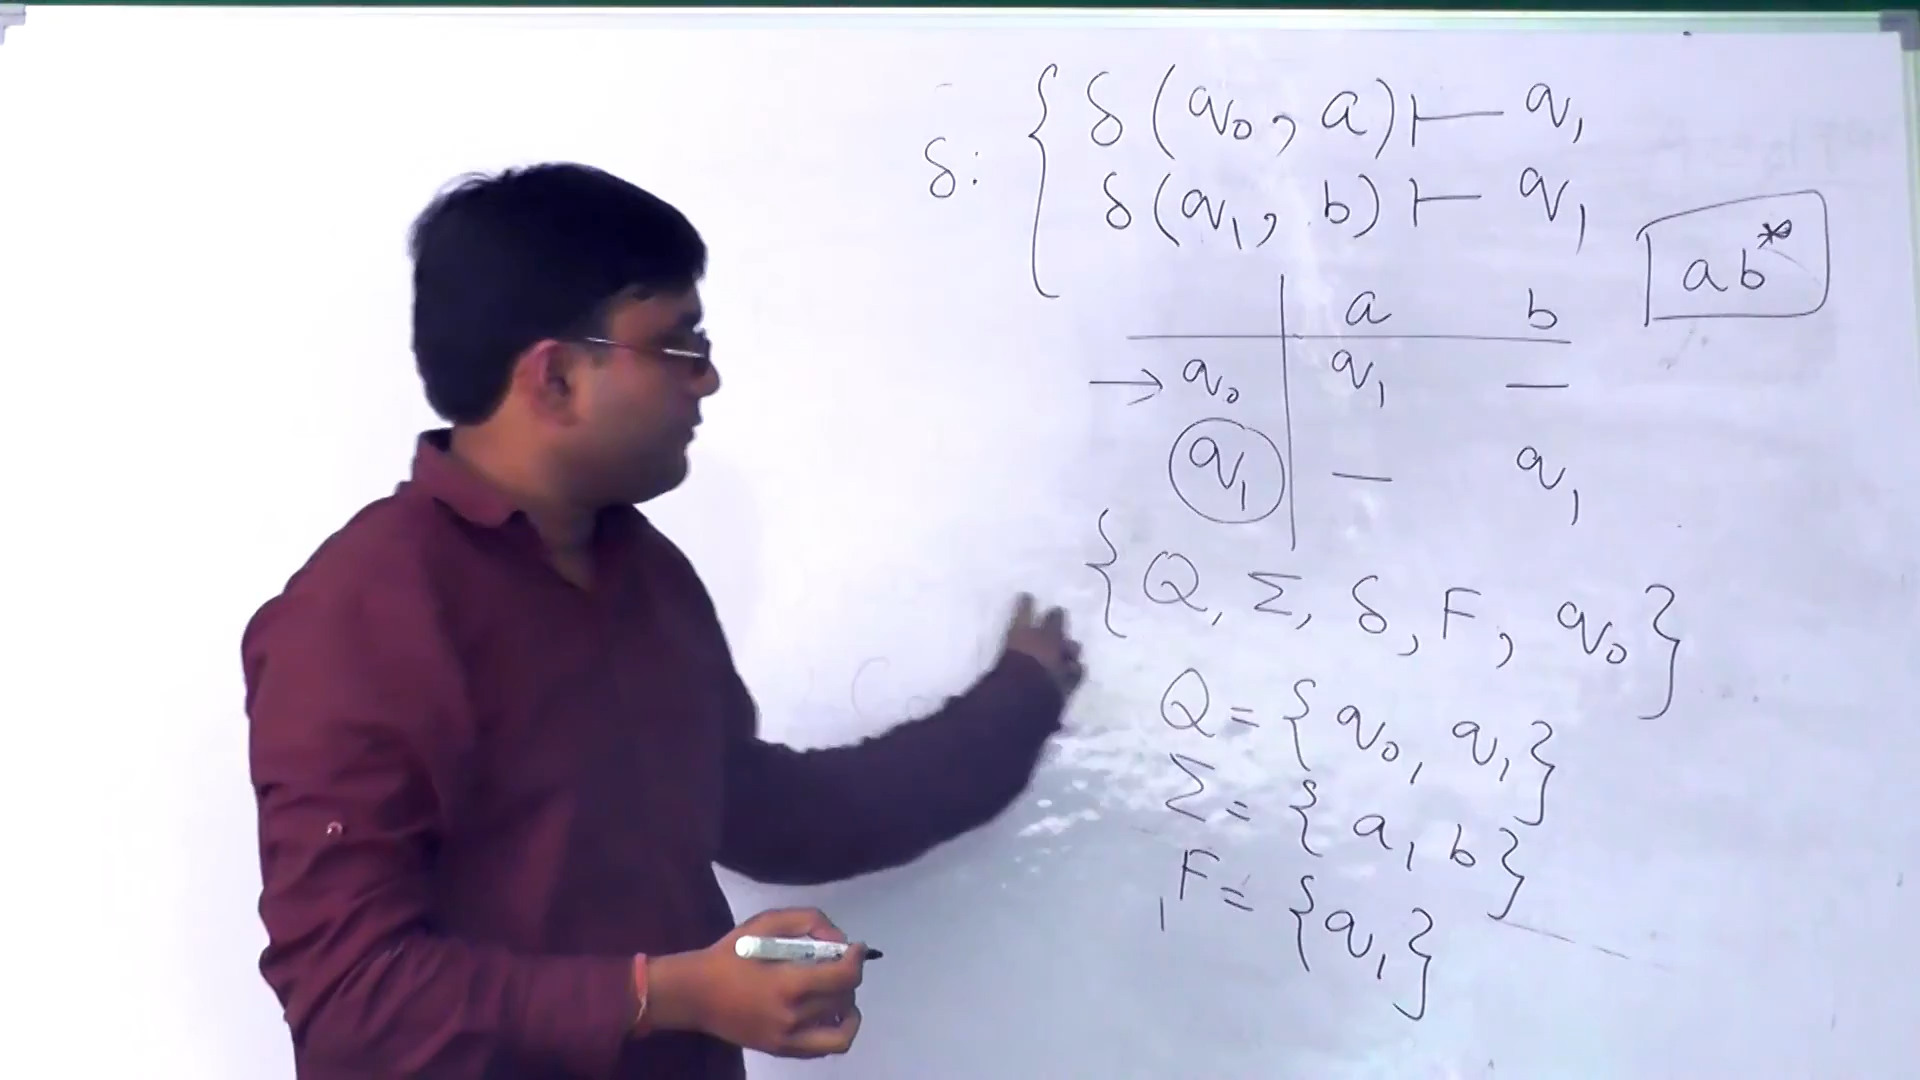 δ: { δ(q₀, a) ⊢ q₁
δ(q₁, b) ⊢ q₁
ab*
a b
→ q₀ q₁ —
q₁ — q₁
{Q, Σ, δ, F, q₀}
Q = {q₀, q₁}
Σ = {a, b}
F = {q₁}